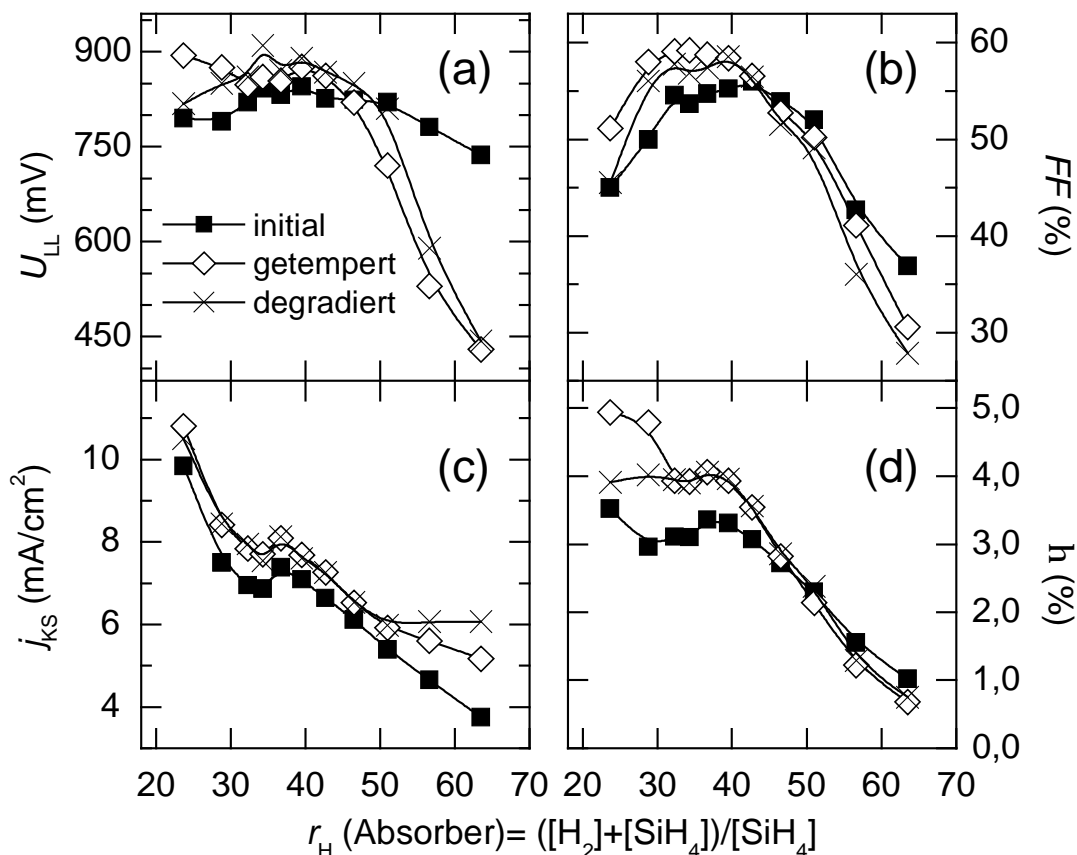 900
750
600
450
U_LL (mV)
(a)
initial
getempert
degradiert
(b)
60
50
40
30
FF (%)
10
8
6
4
j_KS (mA/cm²)
(c)
(d)
5,0
4,0
3,0
2,0
1,0
0,0
h (%)
20 30 40 50 60 70
20 30 40 50 60 70
r_H (Absorber)= ([H₂]+[SiH₄])/[SiH₄]